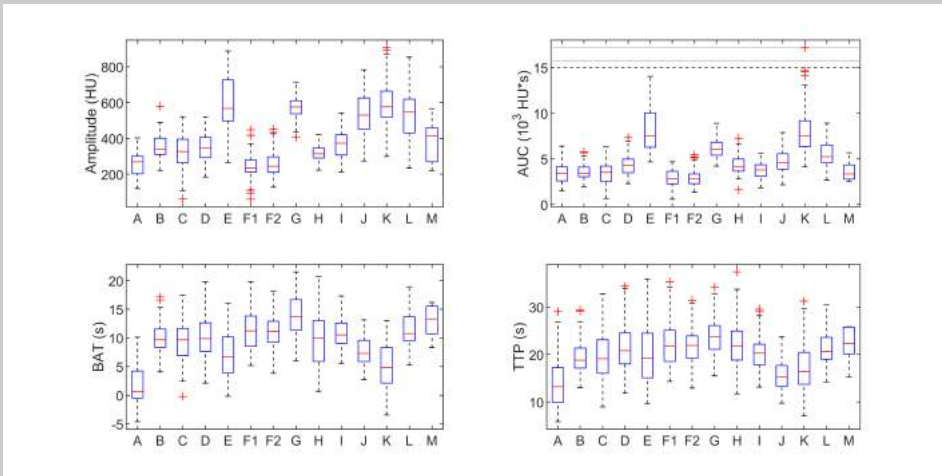 Amplitude (HU)
800
600
400
200
A B C D E F1 F2 G H I J K L M
AUC (10³ HU*s)
15
10
5
0
A B C D E F1 F2 G H I J K L M
BAT (s)
20
15
10
5
0
-5
A B C D E F1 F2 G H I J K L M
TTP (s)
30
20
10
A B C D E F1 F2 G H I J K L M